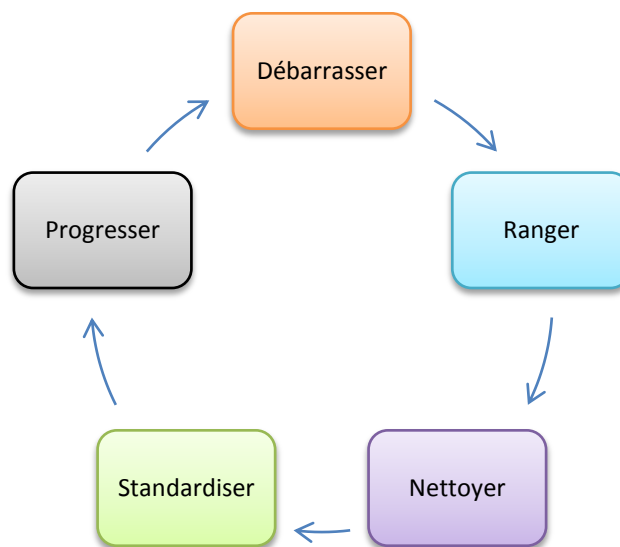 Débarrasser
Ranger
Nettoyer
Standardiser
Progresser